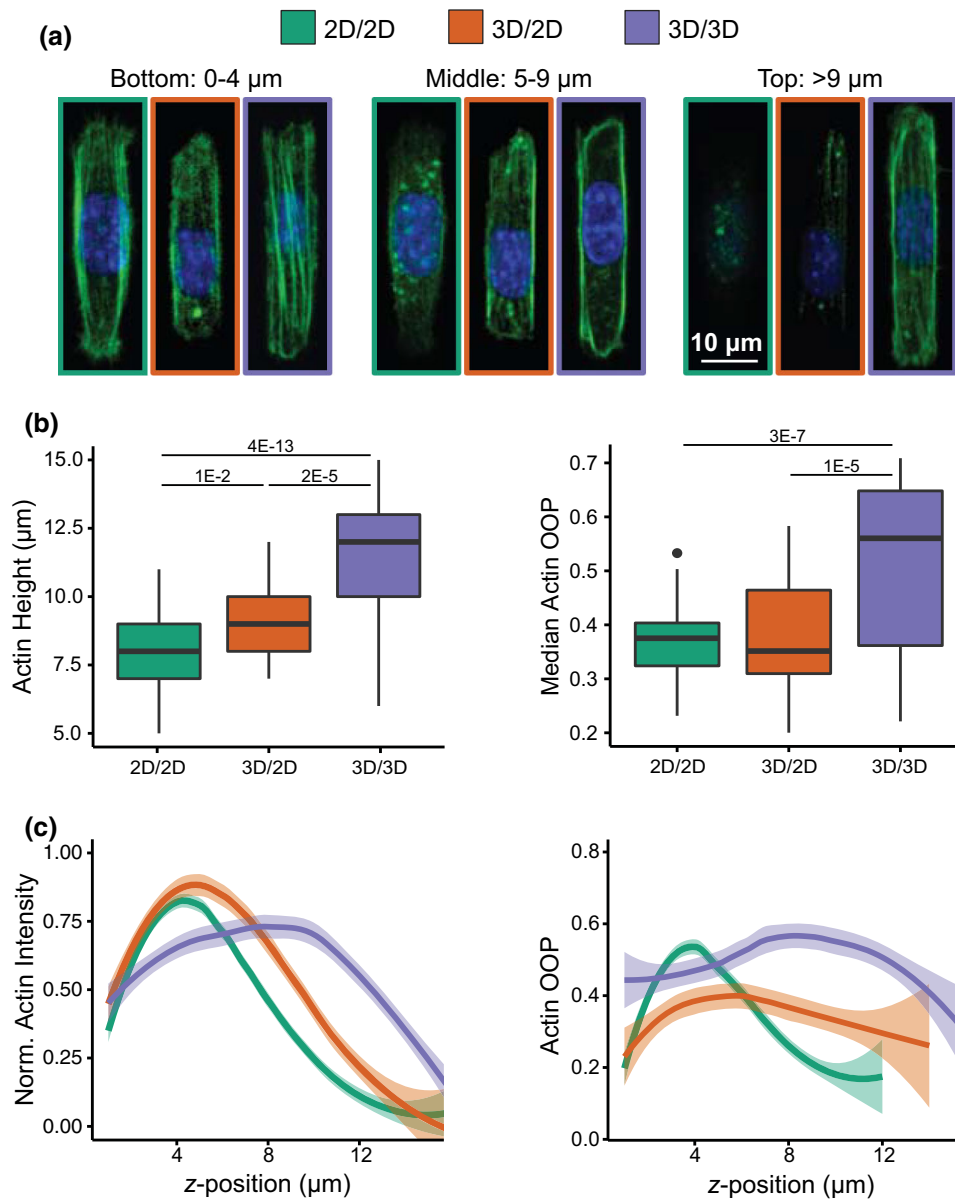 (a)
2D/2D 3D/2D 3D/3D
Bottom: 0-4 µm Middle: 5-9 µm Top: >9 µm
10 µm
(b)
Actin Height (µm)
15.0
12.5
10.0
7.5
5.0
4E-13
1E-2 2E-5
2D/2D 3D/2D 3D/3D
Median Actin OOP
0.7
0.6
0.5
0.4
0.3
0.2
3E-7
1E-5
2D/2D 3D/2D 3D/3D
(c)
Norm. Actin Intensity
1.00
0.75
0.50
0.25
0.00
4 8 12
z-position (µm)
Actin OOP
0.8
0.6
0.4
0.2
0.0
4 8 12
z-position (µm)